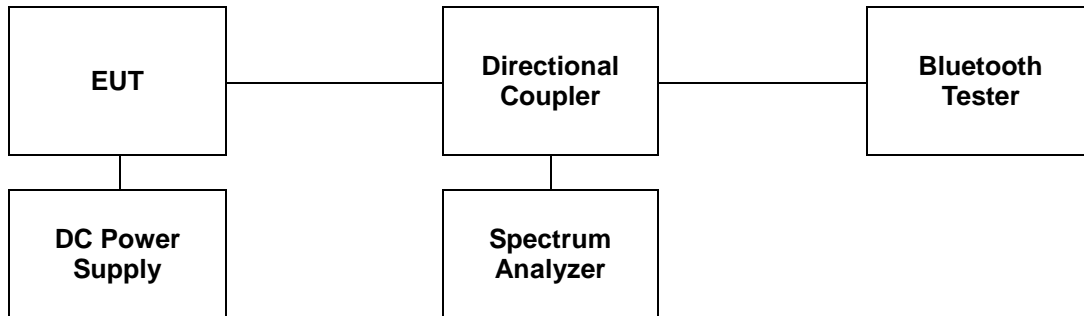 EUT
Directional
Coupler
Bluetooth
Tester
DC Power
Supply
Spectrum
Analyzer